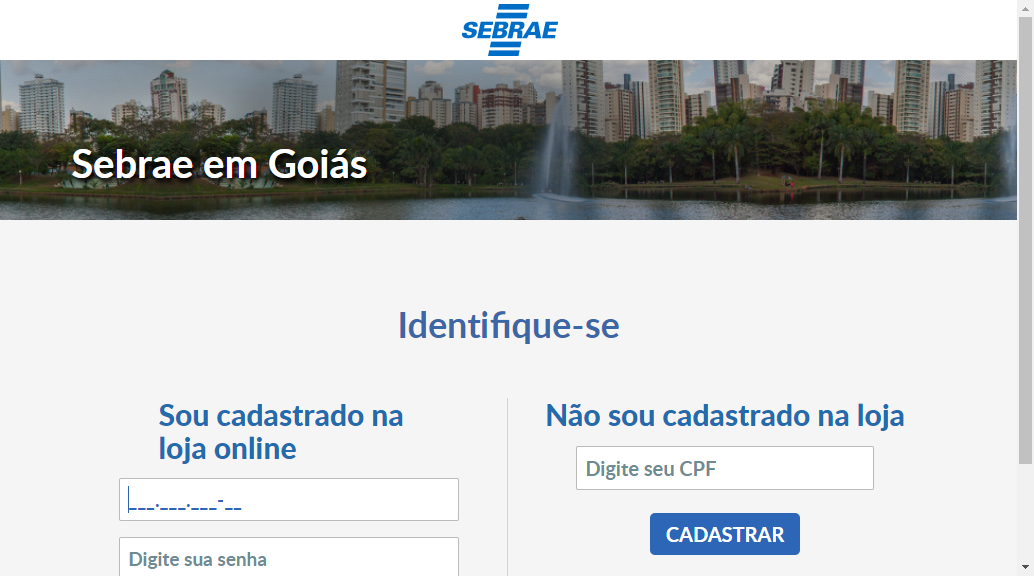 SEBRAE
Sebrae em Goiás
Identifique-se
Sou cadastrado na
loja online
___.___.___-__
Digite sua senha
Não sou cadastrado na loja
Digite seu CPF
CADASTRAR